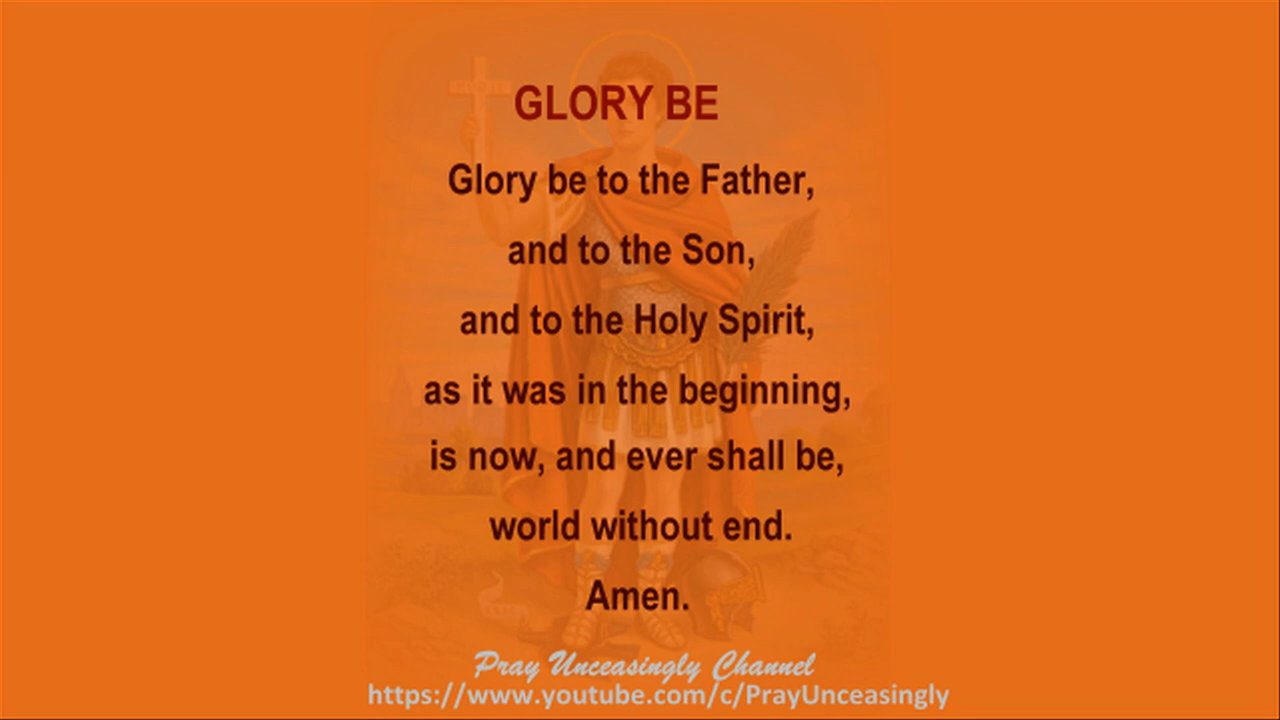 GLORY BE
Glory be to the Father,
and to the Son,
and to the Holy Spirit,
as it was in the beginning,
is now, and ever shall be,
world without end.
Amen.
Pray Unceasingly Channel
https://www.youtube.com/c/PrayUnceasingly